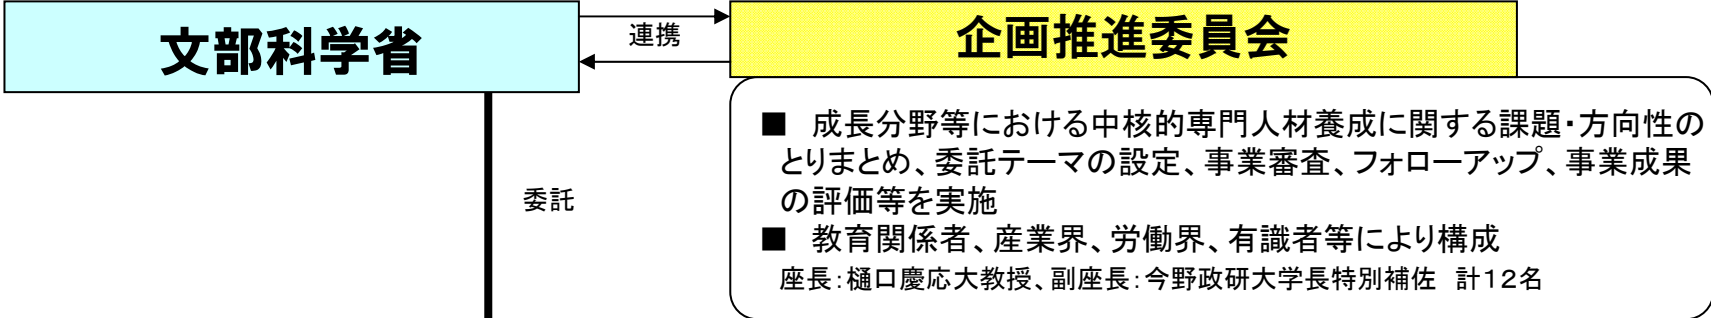 文部科学省
連携
企画推進委員会
■ 成長分野等における中核的専門人材養成に関する課題・方向性の
とりまとめ、委託テーマの設定、事業審査、フォローアップ、事業成果
の評価等を実施
■ 教育関係者、産業界、労働界、有識者等により構成
座長：樋口慶応大教授、副座長：今野政研大学長特別補佐 計１２名
委託